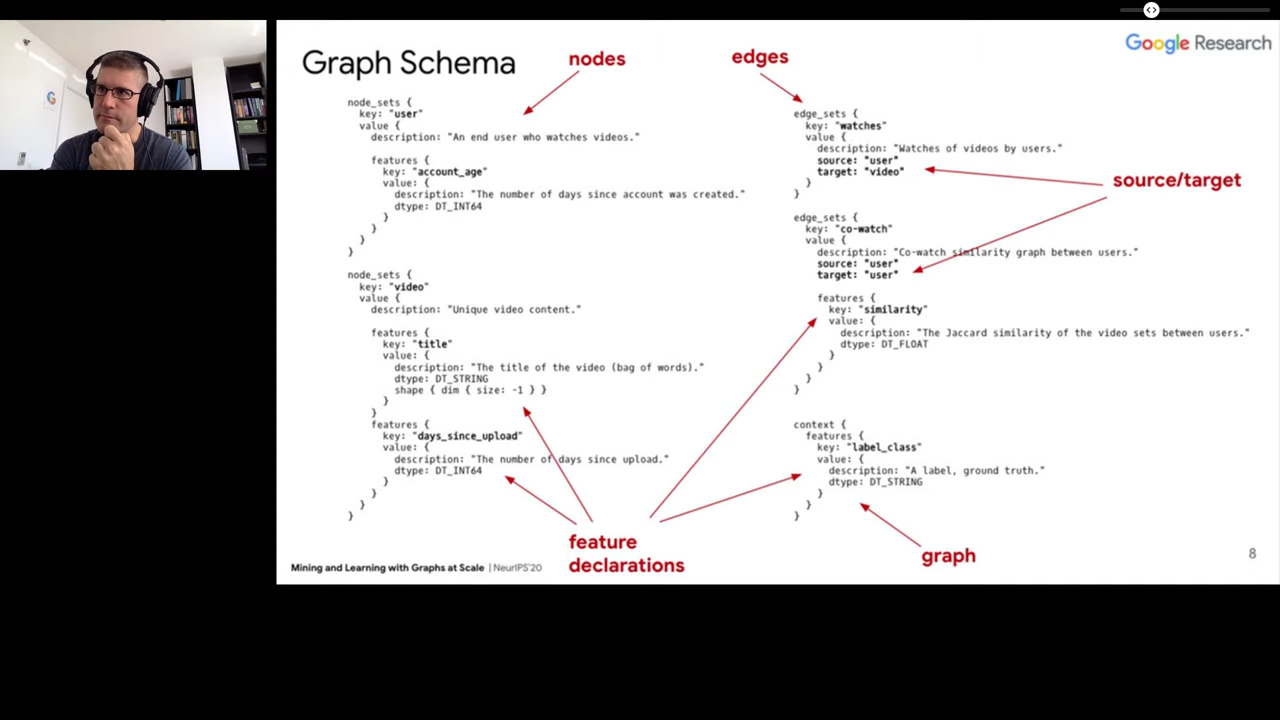 Graph Schema
nodes
edges
Google Research
node_sets {
key: "user"
value {
description: "An end user who watches videos."
features {
key: "account_age"
value: {
description: "The number of days since account was created."
dtype: DT_INT64
}
}
}
}
node_sets {
key: "video"
value {
description: "Unique video content."
features {
key: "title"
value: {
description: "The title of the video (bag of words)."
dtype: DT_STRING
shape { dim { size: -1 } }
}
}
features {
key: "days_since_upload"
value: {
description: "The number of days since upload."
dtype: DT_INT64
}
}
}
}
edge_sets {
key: "watches"
value {
description: "Watches of videos by users."
source: "user"
target: "video"
}
}
edge_sets {
key: "co-watch"
value {
description: "Co-watch similarity graph between users."
source: "user"
target: "user"
features {
key: "similarity"
value: {
description: "The Jaccard similarity of the video sets between users."
dtype: DT_FLOAT
}
}
}
}
context {
features {
key: "label_class"
value: {
description: "A label, ground truth."
dtype: DT_STRING
}
}
}
source/target
feature
declarations
graph
Mining and Learning with Graphs at Scale | NeurIPS'20
8